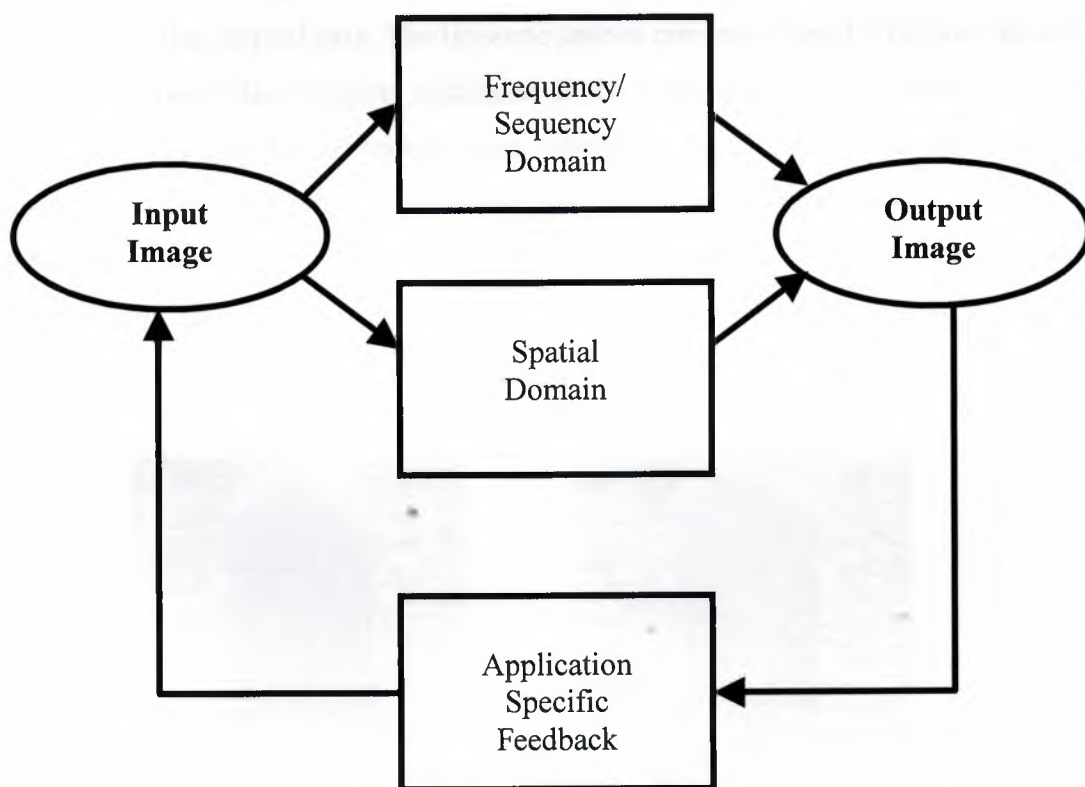 Frequency/
Sequency
Domain
Input
Image
Output
Image
Spatial
Domain
Application
Specific
Feedback